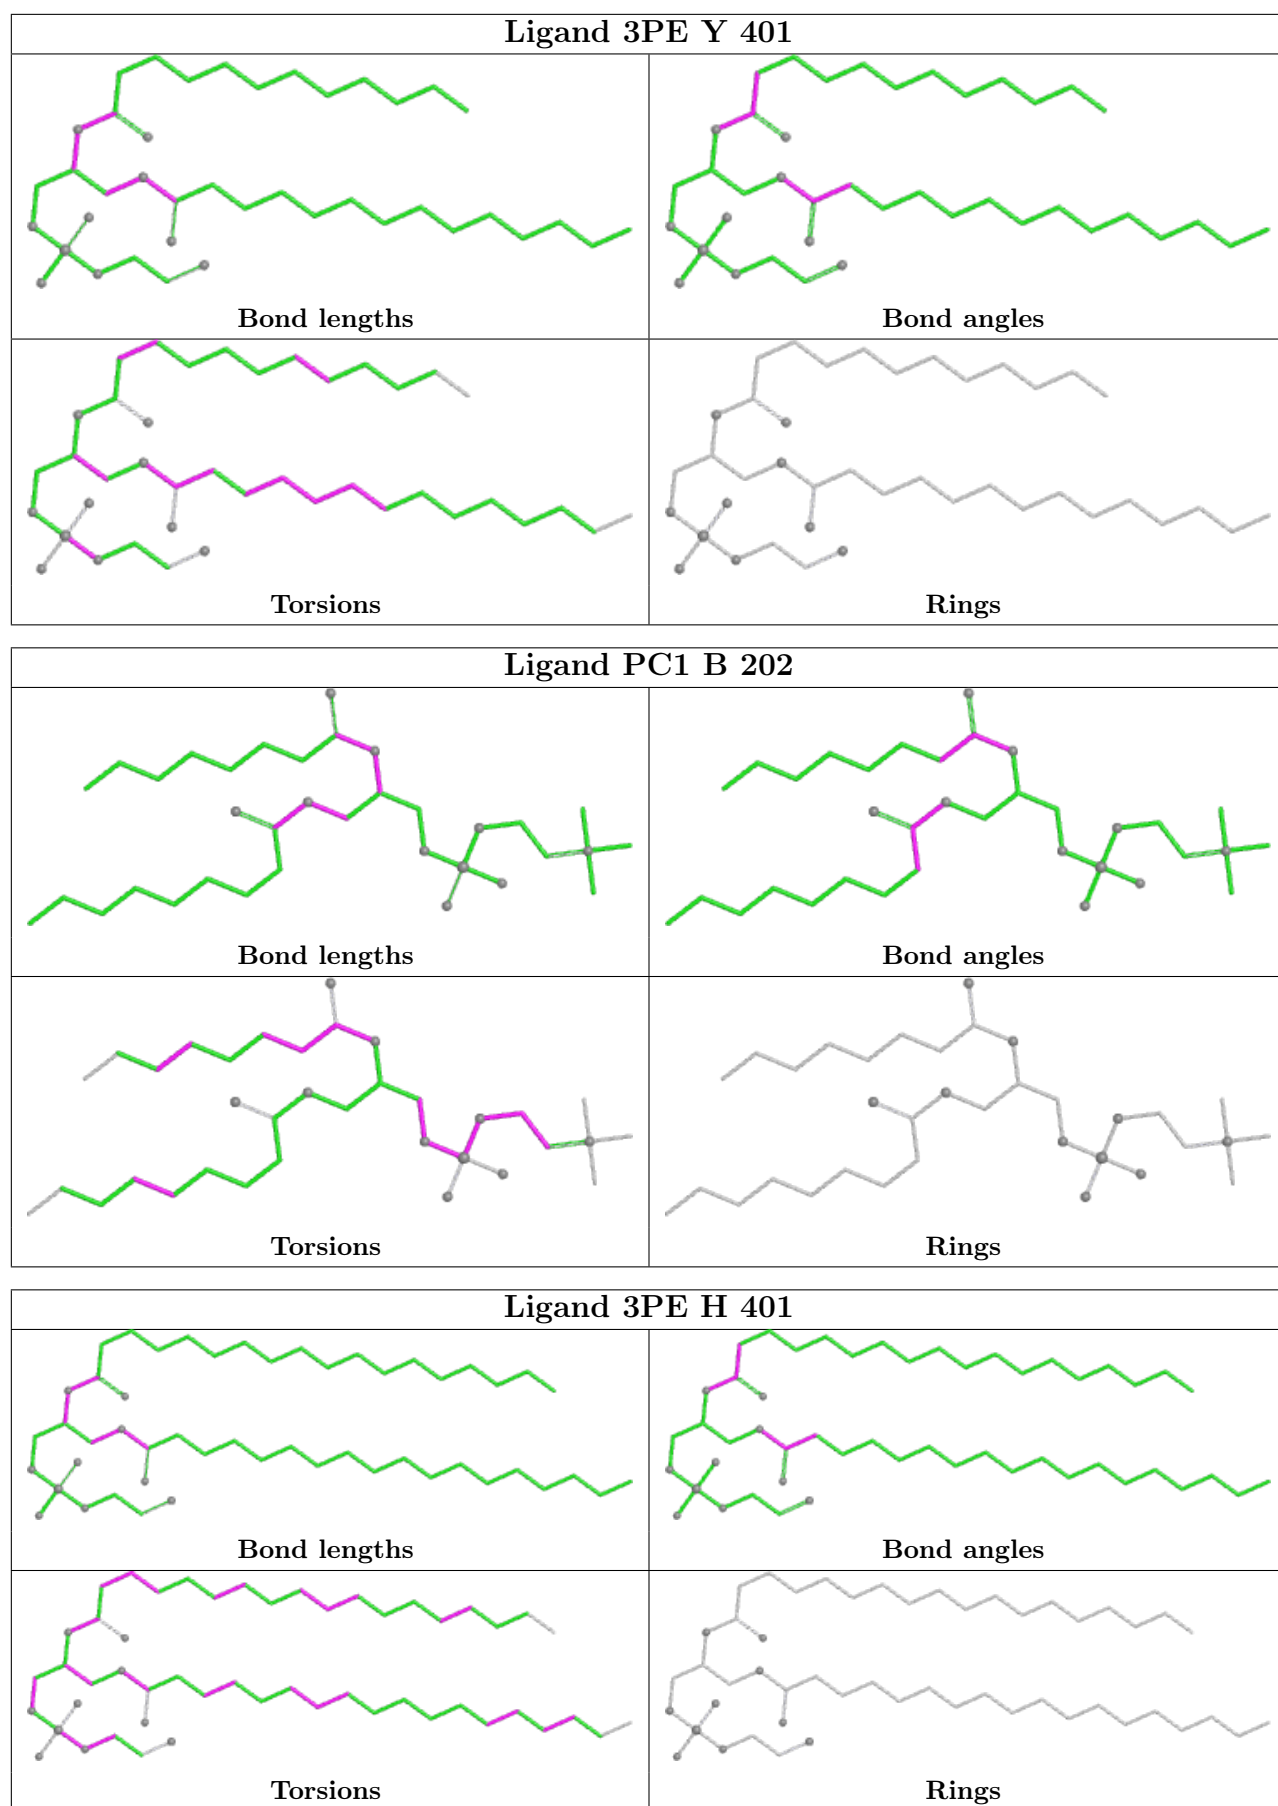 Ligand 3PE Y 401
Bond lengths
Bond angles
Torsions
Rings
Ligand PC1 B 202
Bond lengths
Bond angles
Torsions
Rings
Ligand 3PE H 401
Bond lengths
Bond angles
Torsions
Rings